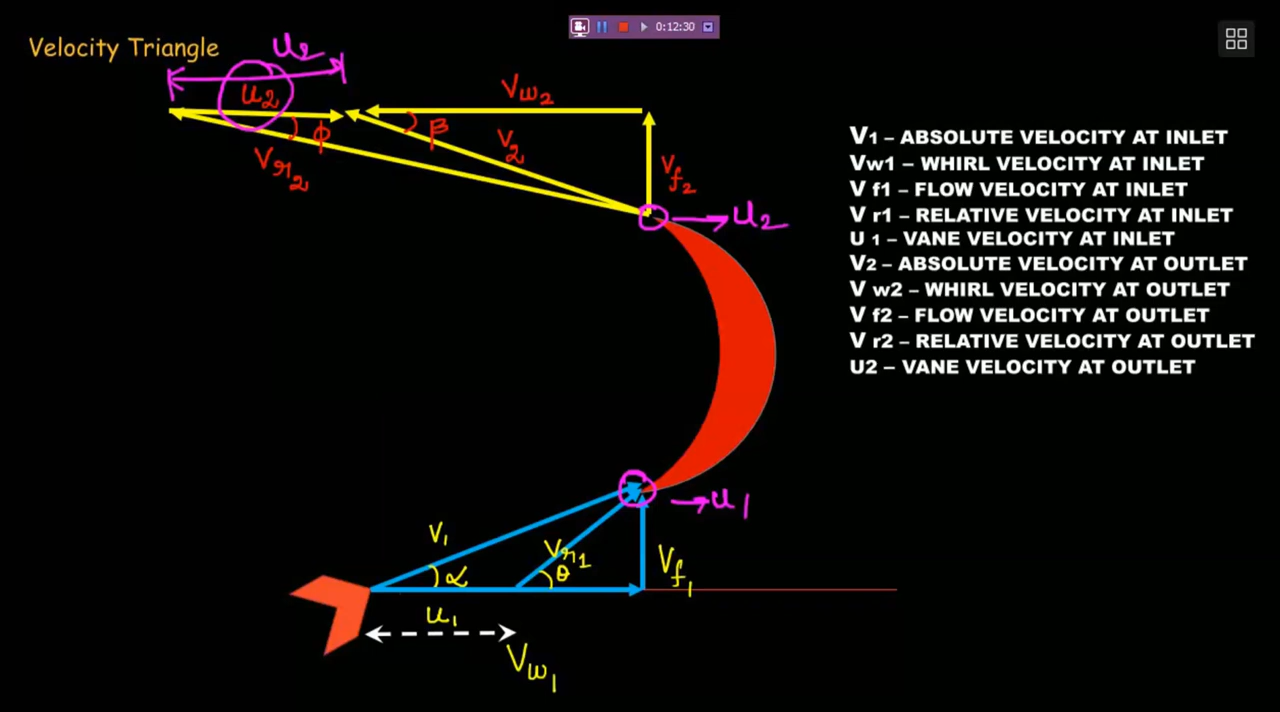 0:12:30
Velocity Triangle
u2
u2
Vw2
ϕ
β
V2
Vr2
Vf2
u2
V1 – ABSOLUTE VELOCITY AT INLET
Vw1 – WHIRL VELOCITY AT INLET
V f1 – FLOW VELOCITY AT INLET
V r1 – RELATIVE VELOCITY AT INLET
U 1 – VANE VELOCITY AT INLET
V2 – ABSOLUTE VELOCITY AT OUTLET
V w2 – WHIRL VELOCITY AT OUTLET
V f2 – FLOW VELOCITY AT OUTLET
V r2 – RELATIVE VELOCITY AT OUTLET
U2 – VANE VELOCITY AT OUTLET
u1
V1
Vr1
Vf1
α
θ
u1
Vw1